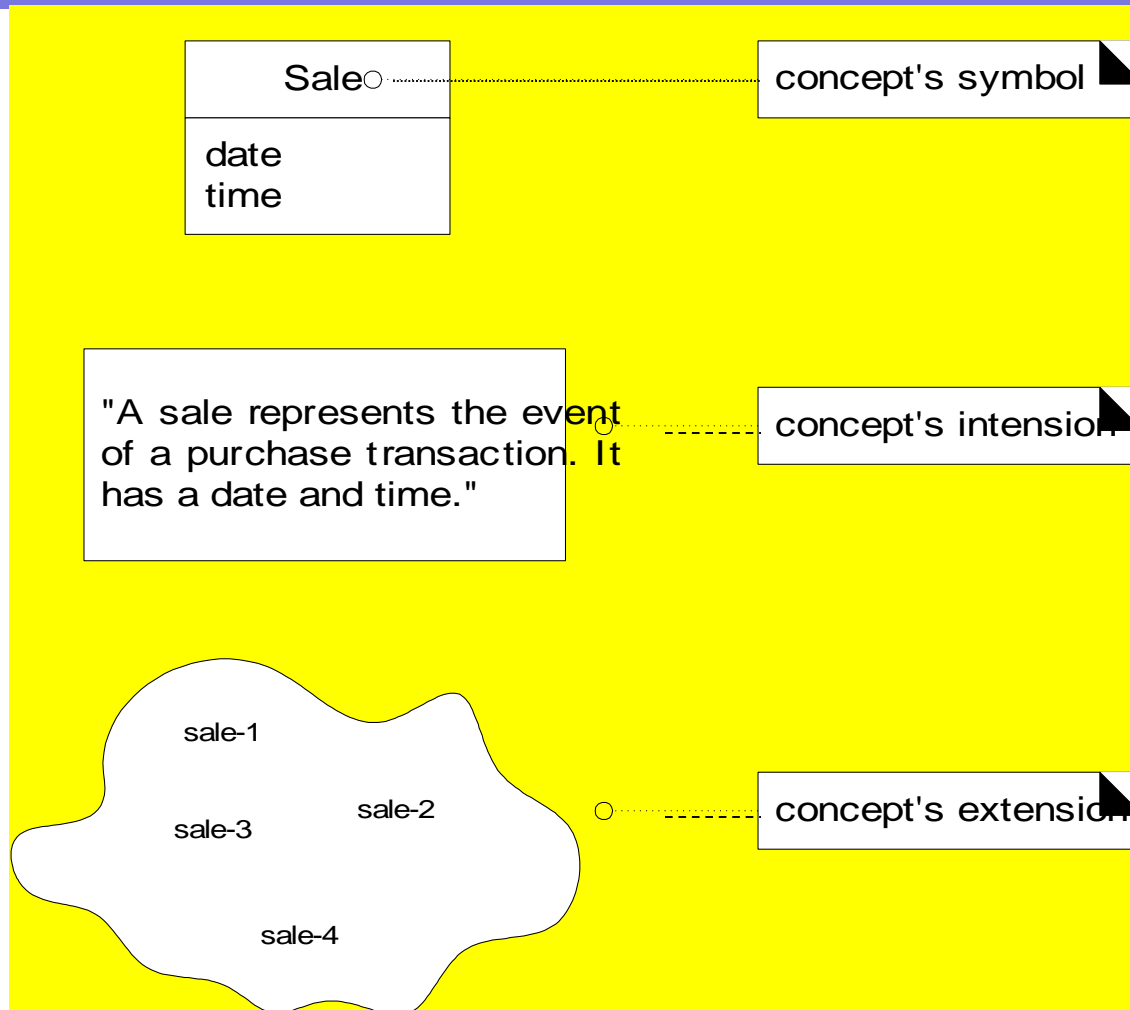 Sale
concept's symbol
date
time
"A sale represents the event
of a purchase transaction. It
has a date and time."
concept's intension
sale-1
sale-2
sale-3
concept's extension
sale-4